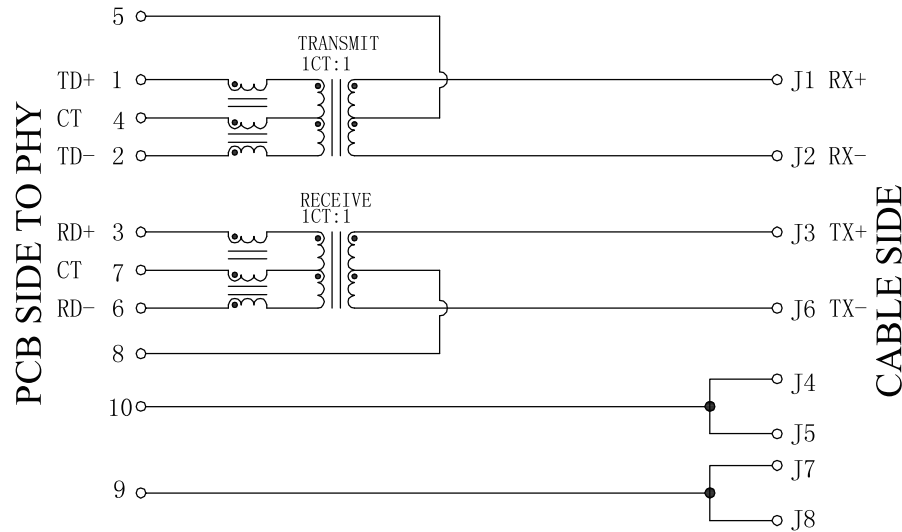 5
TRANSMIT
1CT:1
TD+ 1
J1 RX+
CT 4
TD- 2
J2 RX-
RECEIVE
1CT:1
RD+ 3
J3 TX+
CT 7
RD- 6
J6 TX-
8
J4
10
J5
J7
9
J8
PCB SIDE TO PHY
CABLE SIDE